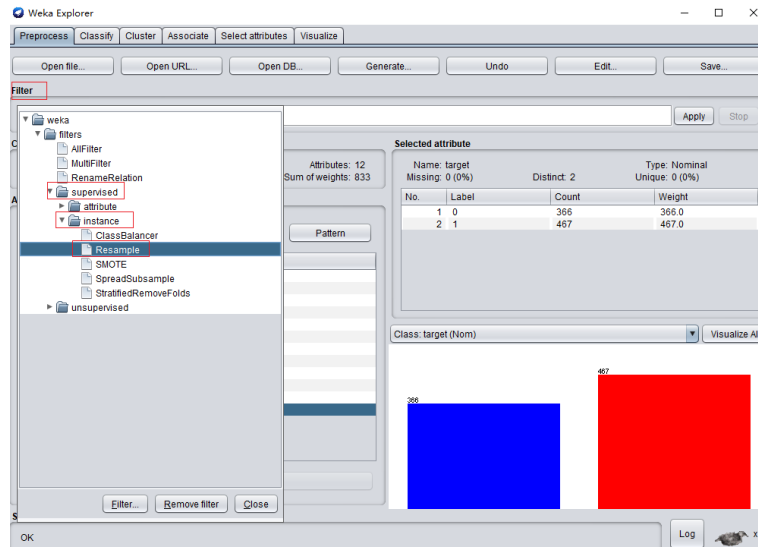 Weka Explorer
Preprocess Classify Cluster Associate Select attributes Visualize
Open file... Open URL... Open DB... Generate... Undo Edit... Save...
Filter
Apply Stop
weka
filters
AllFilter
MultiFilter
RenameRelation
supervised
attribute
instance
ClassBalancer
Resample
SMOTE
SpreadSubsample
StratifiedRemoveFolds
unsupervised
Filter... Remove filter Close
Attributes: 12
Sum of weights: 833
Pattern
Selected attribute
Name: target Type: Nominal
Missing: 0 (0%) Distinct: 2 Unique: 0 (0%)
No. Label Count Weight
1 0 366 366.0
2 1 467 467.0
Class: target (Nom) Visualize Al
366
467
OK
Log x